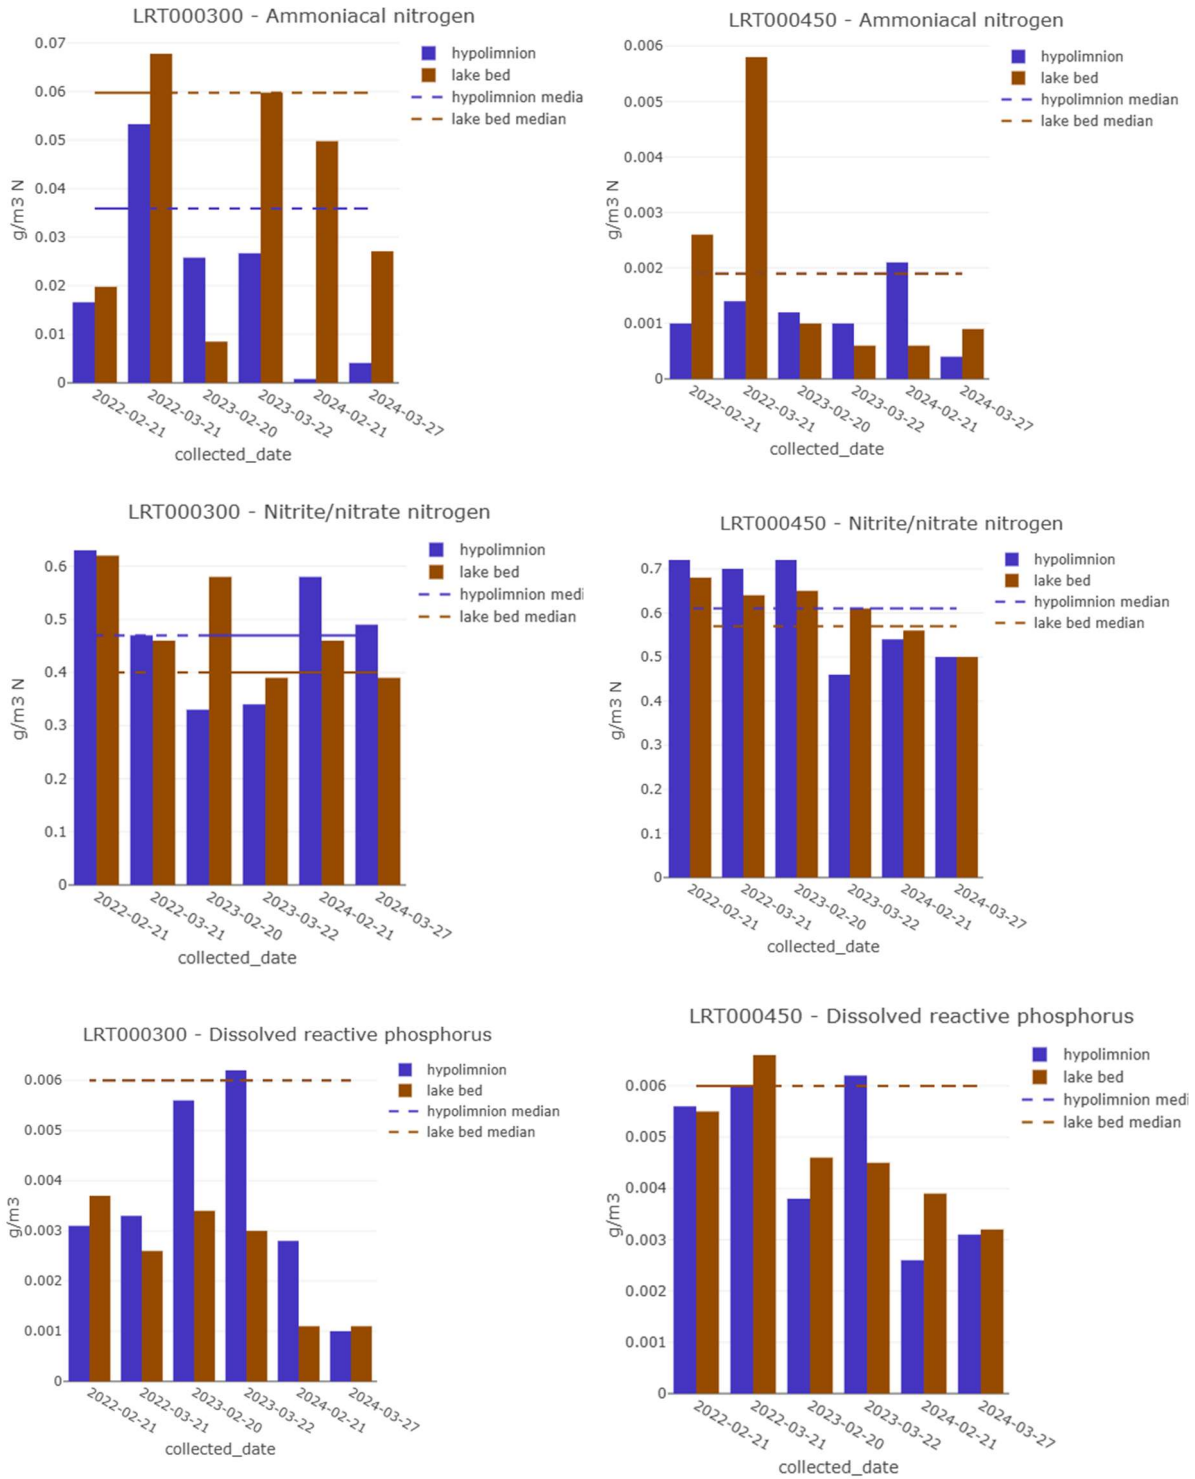 LRT000300 - Ammoniacal nitrogen
0.07
0.06
0.05
0.04
0.03
0.02
0.01
0
g/m3 N
2022-02-21
2022-03-21
2023-02-20
2023-03-22
2024-02-21
2024-03-27
collected_date
hypolimnion
lake bed
hypolimnion media
lake bed median
LRT000450 - Ammoniacal nitrogen
0.006
0.005
0.004
0.003
0.002
0.001
0
g/m3 N
2022-02-21
2022-03-21
2023-02-20
2023-03-22
2024-02-21
2024-03-27
collected_date
hypolimnion
lake bed
hypolimnion median
lake bed median
LRT000300 - Nitrite/nitrate nitrogen
0.6
0.5
0.4
0.3
0.2
0.1
0
g/m3 N
2022-02-21
2022-03-21
2023-02-20
2023-03-22
2024-02-21
2024-03-27
collected_date
hypolimnion
lake bed
hypolimnion medi
lake bed median
LRT000450 - Nitrite/nitrate nitrogen
0.7
0.6
0.5
0.4
0.3
0.2
0.1
0
g/m3 N
2022-02-21
2022-03-21
2023-02-20
2023-03-22
2024-02-21
2024-03-27
collected_date
hypolimnion
lake bed
hypolimnion median
lake bed median
LRT000300 - Dissolved reactive phosphorus
0.006
0.005
0.004
0.003
0.002
0.001
0
g/m3
2022-02-21
2022-03-21
2023-02-20
2023-03-22
2024-02-21
2024-03-27
collected_date
hypolimnion
lake bed
hypolimnion median
lake bed median
LRT000450 - Dissolved reactive phosphorus
0.006
0.005
0.004
0.003
0.002
0.001
0
g/m3
2022-02-21
2022-03-21
2023-02-20
2023-03-22
2024-02-21
2024-03-27
collected_date
hypolimnion
lake bed
hypolimnion medi
lake bed median